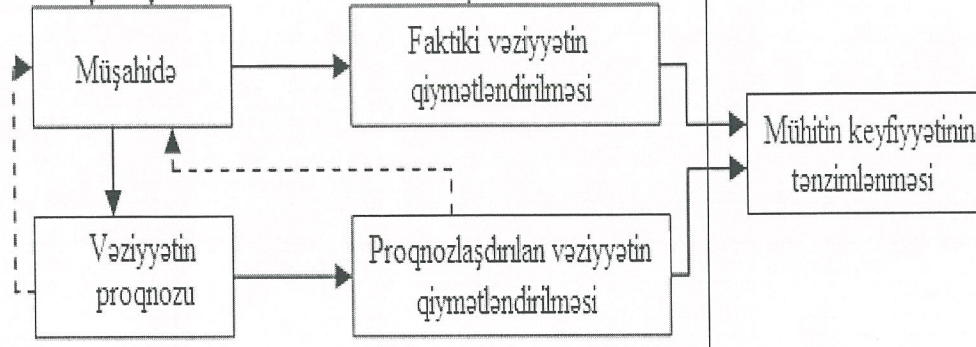 Müşahidə
Faktiki vəziyyətin
qiymətləndirilməsi
Mühitin keyfiyyətinin
tənzimlənməsi
Vəziyyətin
proqnozu
Proqnozlaşdırılan vəziyyətin
qiymətləndirilməsi